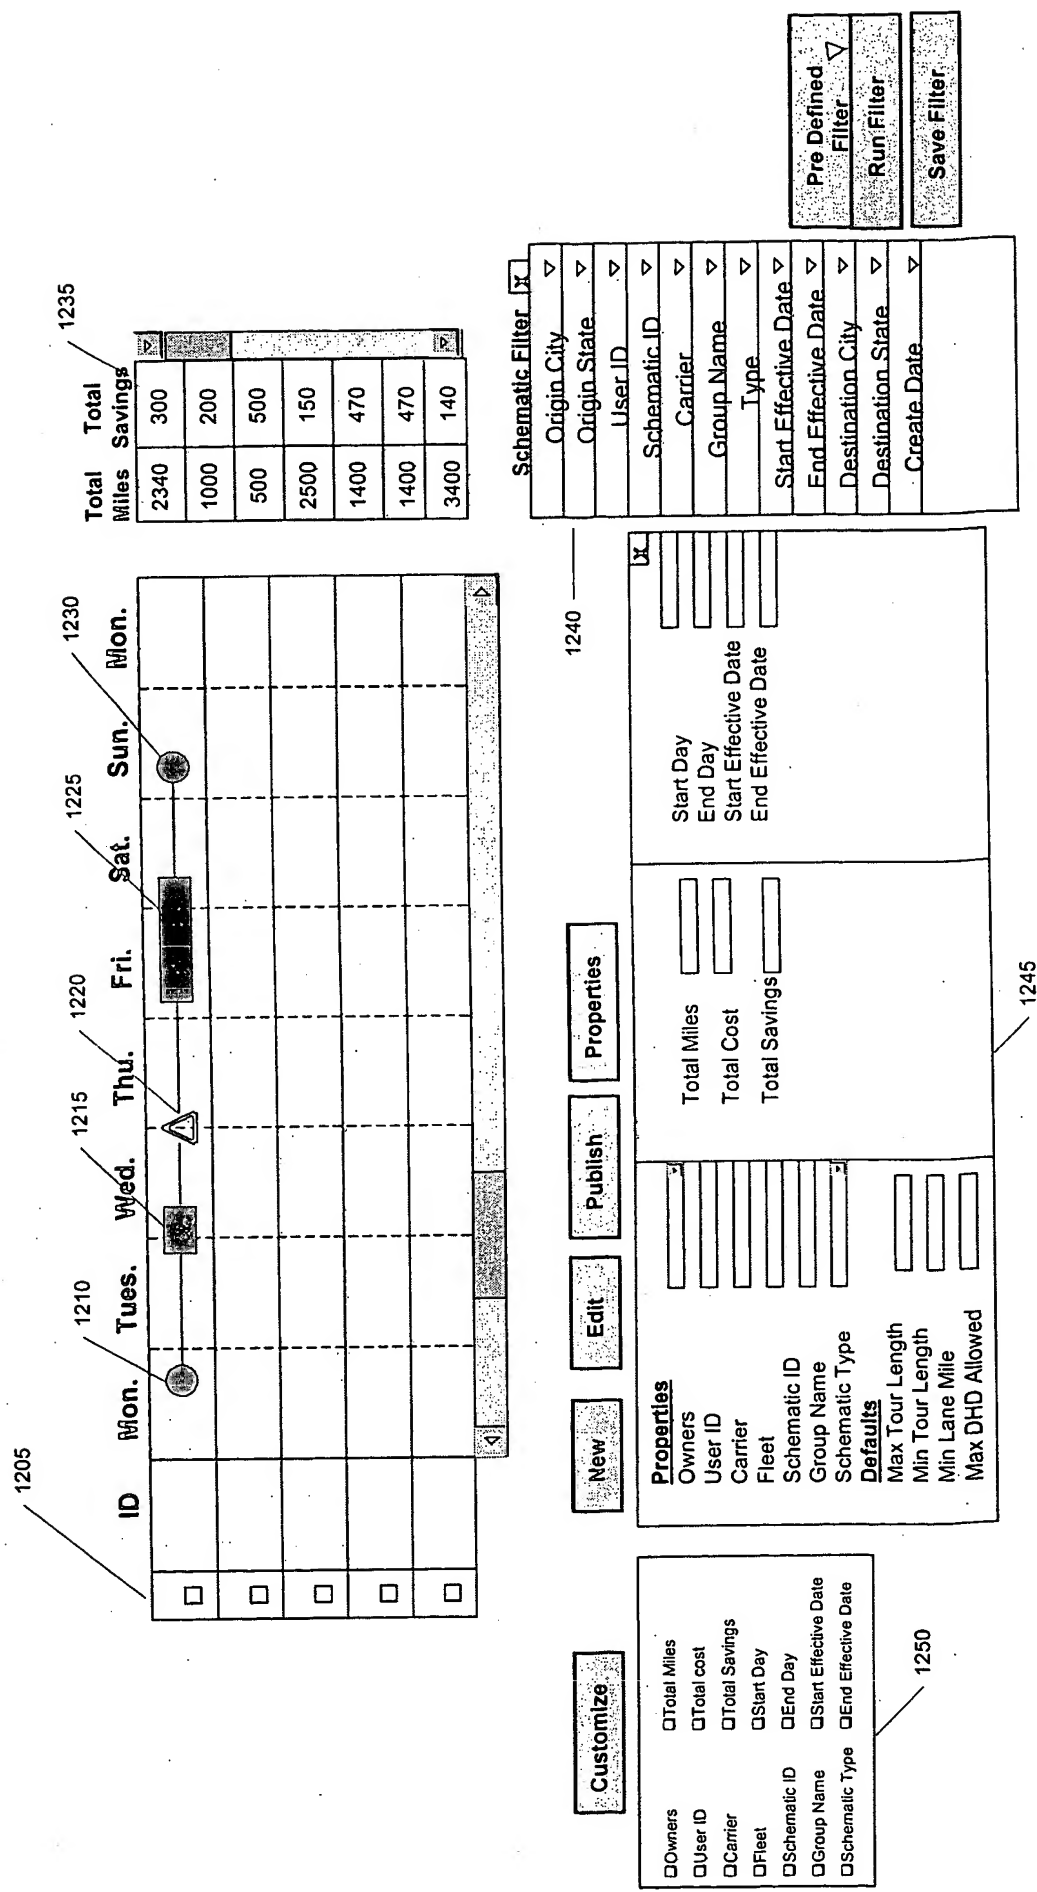 1205
ID
Mon.
Tues.
Wed.
Thu.
Fri.
Sat.
Sun.
Mon.
1210
1215
1220
1225
1230
Total Miles
Total Savings
1235
2340 300
1000 200
500 500
2500 150
1400 470
1400 470
3400 140
Customize
New
Edit
Publish
Properties
Owners
User ID
Carrier
Fleet
Schematic ID
Group Name
Schematic Type
Total Miles
Total cost
Total Savings
Start Day
End Day
Start Effective Date
End Effective Date
1250
Properties
Owners
User ID
Carrier
Fleet
Schematic ID
Group Name
Schematic Type
Defaults
Max Tour Length
Min Tour Length
Min Lane Mile
Max DHD Allowed
Total Miles
Total Cost
Total Savings
Start Day
End Day
Start Effective Date
End Effective Date
X
1245
1240
Schematic Filter X
Origin City
Origin State
User ID
Schematic ID
Carrier
Group Name
Type
Start Effective Date
End Effective Date
Destination City
Destination State
Create Date
Pre Defined
Filter
Run Filter
Save Filter